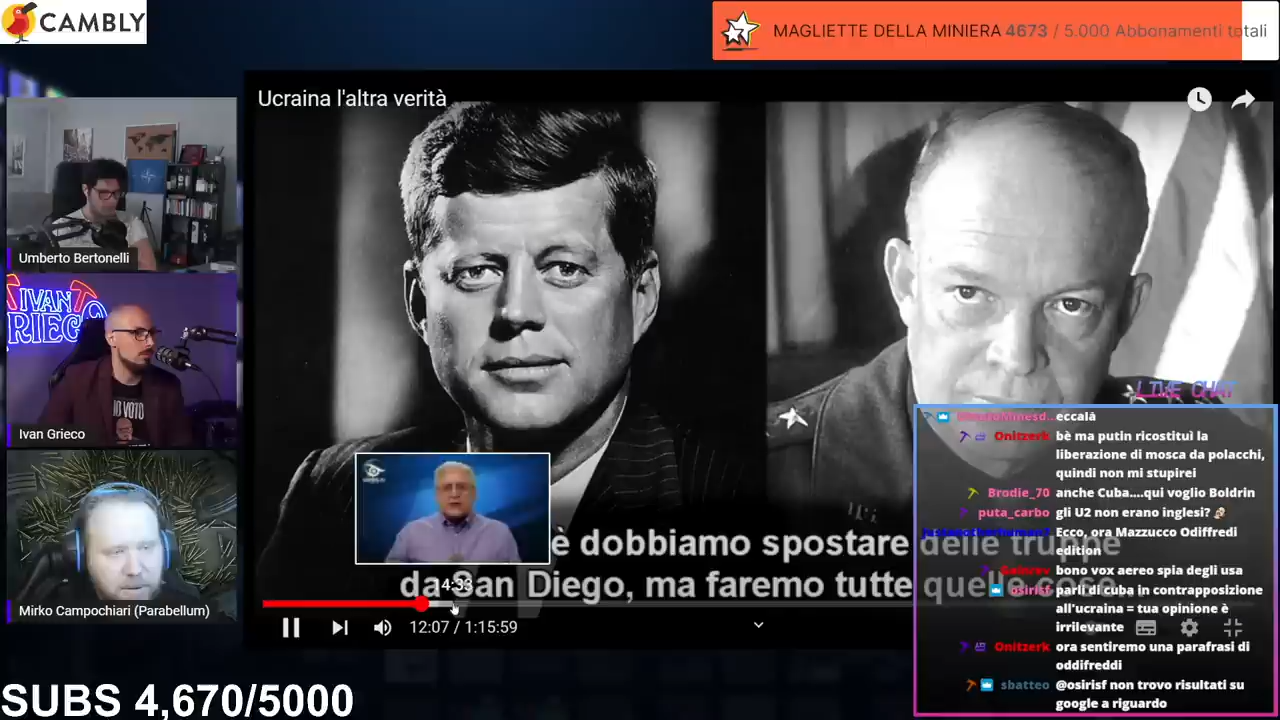 CAMBLY
MAGLIETTE DELLA MINIERA 4673 / 5.000 Abbonamenti totali
Ucraina l'altra verità
Umberto Bertonelli
IVAN
GRIECO
IO VOTO
Ivan Grieco
Mirko Campochiari (Parabellum)
è dobbiamo spostare delle truppe
da San Diego, ma faremo tutte quelle cose
14:33
12:07 / 1:15:59
LIVE CHAT
eccalà
Onitzerk bè ma putin ricostituì la
liberazione di mosca da polacchi,
quindi non mi stupirei
Brodie_70 anche Cuba....qui voglio Boldrin
puta_carbo gli U2 non erano inglesi?
Ecco, ora Mazzucco Odiffredi
edition
bono vox aereo spia degli usa
osirisf parli di cuba in contrapposizione
all'ucraina = tua opinione è
irrilevante
Onitzerk ora sentiremo una parafrasi di
oddifreddi
sbatteo @osirisf non trovo risultati su
google a riguardo
SUBS 4,670/5000